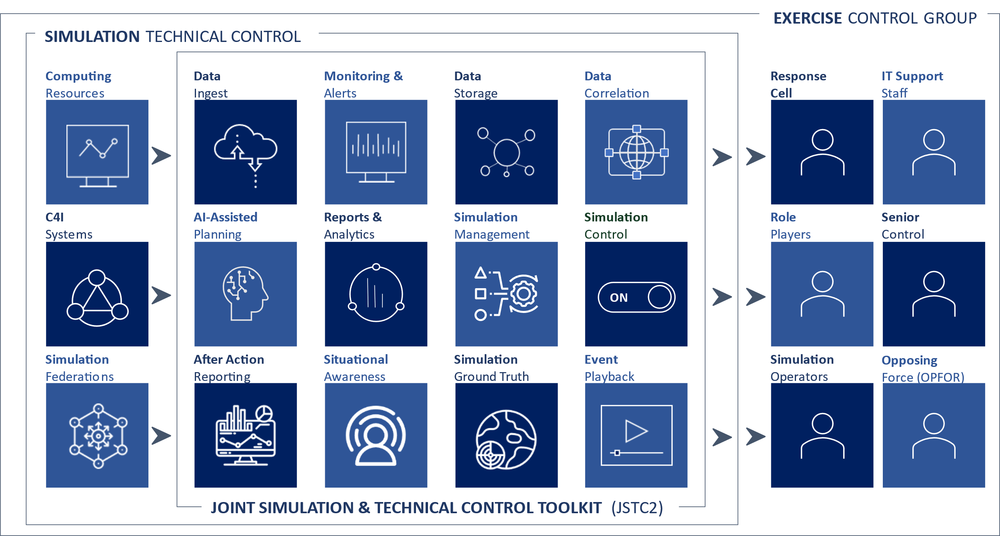 EXERCISE CONTROL GROUP
SIMULATION TECHNICAL CONTROL
Computing
Resources
Data
Ingest
Monitoring &
Alerts
Data
Storage
Data
Correlation
Response
Cell
IT Support
Staff
C4I
Systems
AI-Assisted
Planning
Reports &
Analytics
Simulation
Management
Simulation
Control
ON
Role
Players
Senior
Control
Simulation
Federations
After Action
Reporting
Situational
Awareness
Simulation
Ground Truth
Event
Playback
Simulation
Operators
Opposing
Force (OPFOR)
JOINT SIMULATION & TECHNICAL CONTROL TOOLKIT (JSTC2)